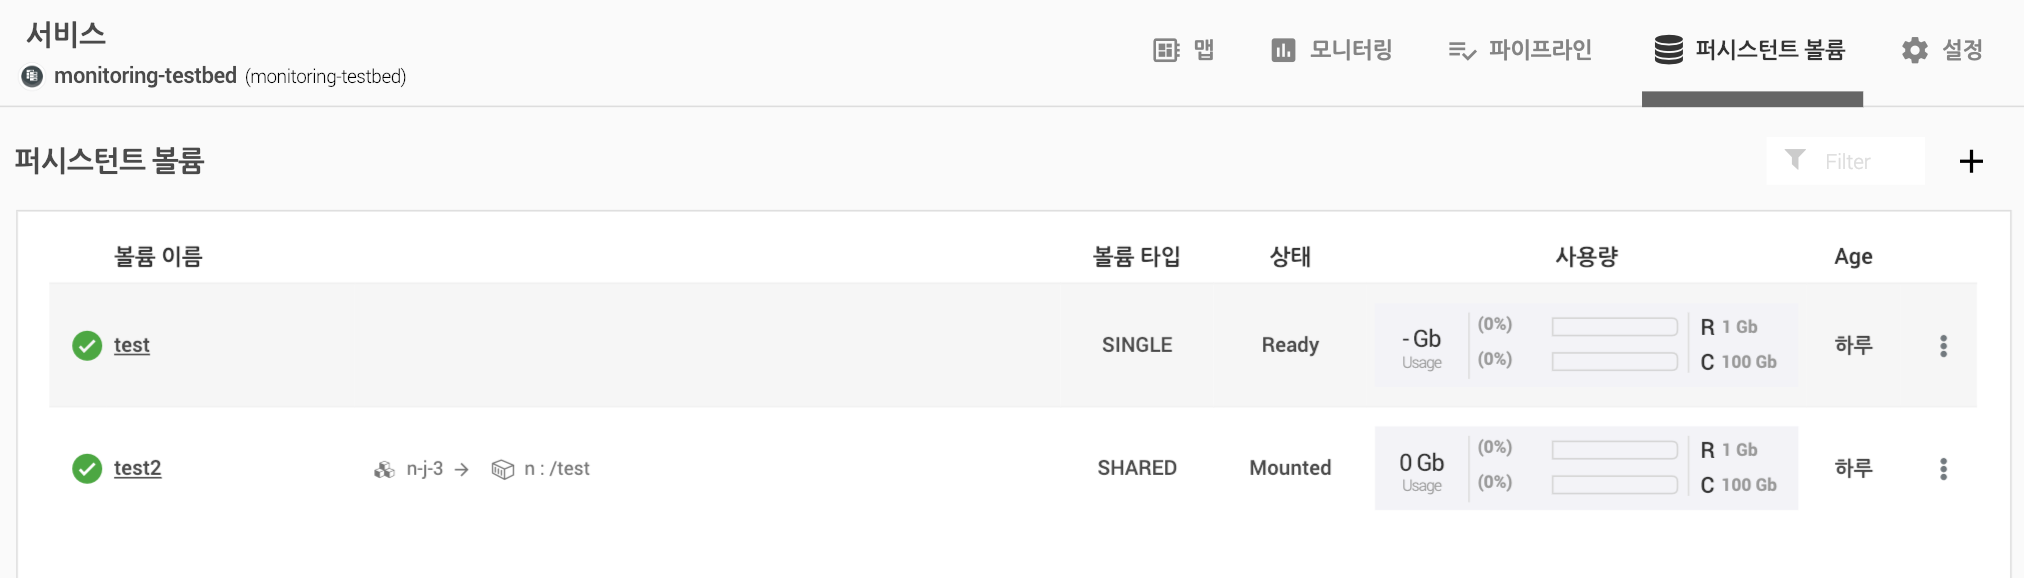 서비스
monitoring-testbed (monitoring-testbed)
맵 모니터링 파이프라인 퍼시스턴트 볼륨 설정
퍼시스턴트 볼륨
Filter
볼륨 이름 볼륨 타입 상태 사용량 Age
test SINGLE Ready - Gb Usage (0%) (0%) R 1 Gb C 100 Gb 하루
test2 n-j-3 → n : /test SHARED Mounted 0 Gb Usage (0%) (0%) R 1 Gb C 100 Gb 하루